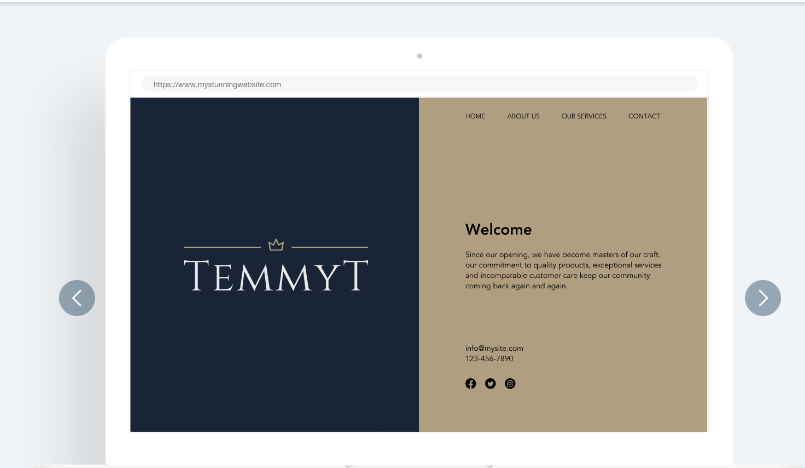 https://www.mystunningwebsite.com
HOME ABOUT US OUR SERVICES CONTACT
TEMMYT
Welcome
Since our opening, we have become masters of our craft.
our commitment to quality products, exceptional services
and incomparable customer care keep our community
coming back again and again.
info@mysite.com
123-456-7890